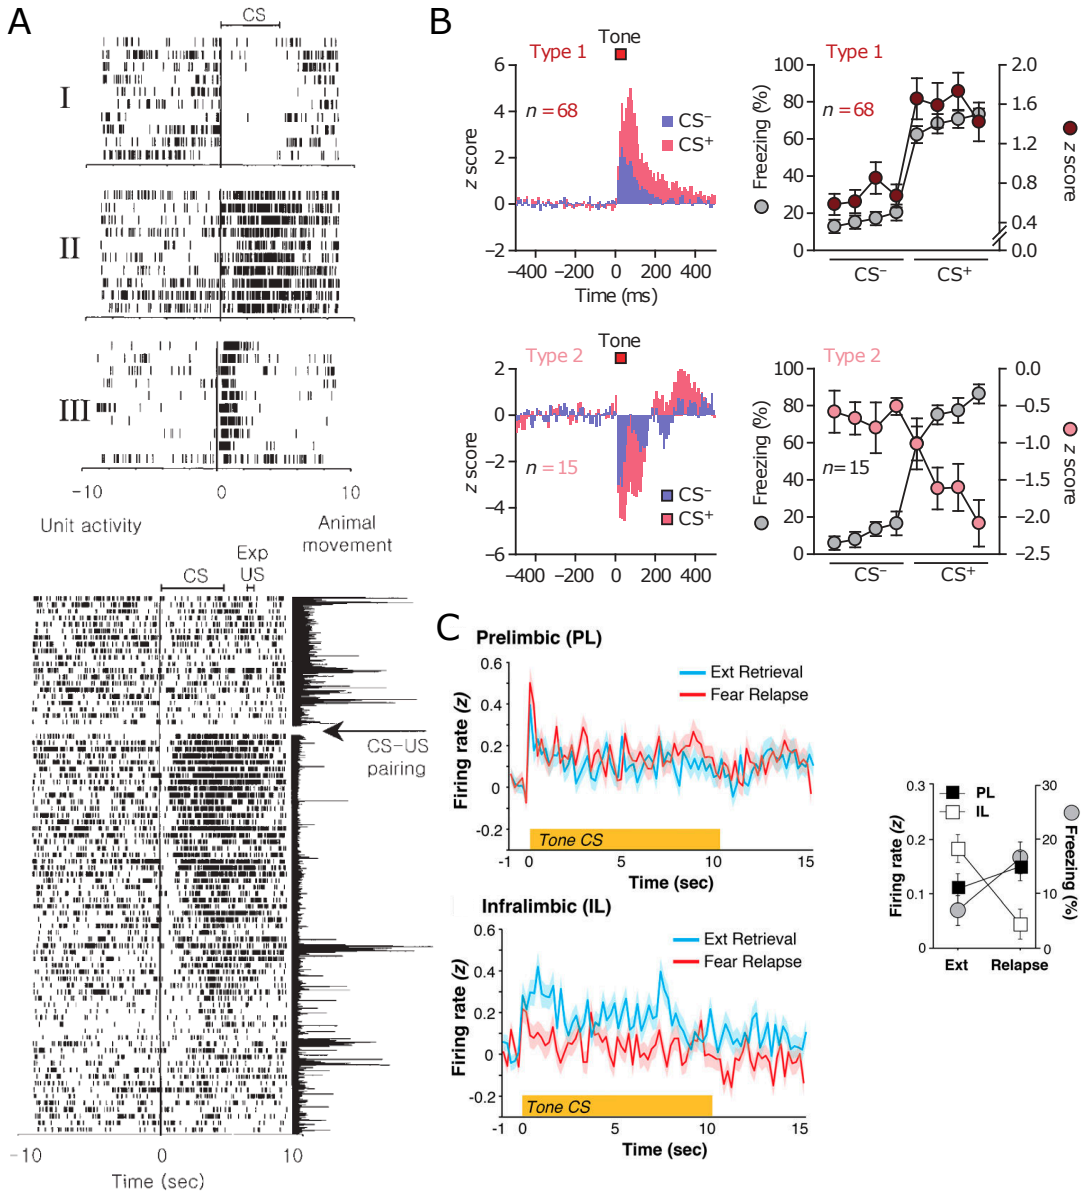 A
CS
I
II
III
−10
0
10
Unit activity
Animal
movement
Exp
US
CS
CS−US
pairing
−10
0
10
Time (sec)
B
Tone
Type 1
n = 68
CS−
CS+
6
4
2
0
−2
z score
−400 −200 0 200 400
Time (ms)
Type 1
n = 68
100
80
60
40
20
0
Freezing (%)
2.0
1.6
1.2
0.8
0.4
0.0
z score
CS− CS+
Tone
Type 2
n = 15
CS−
CS+
2
0
−2
−4
−6
z score
−400 −200 0 200 400
Type 2
n= 15
100
80
60
40
20
0
Freezing (%)
0.0
−0.5
−1.0
−1.5
−2.0
−2.5
z score
CS− CS+
C
Prelimbic (PL)
Ext Retrieval
Fear Relapse
0.6
0.4
0.2
0
-0.2
Firing rate (z)
Tone CS
-1 0 5 10 15
Time (sec)
Infralimbic (IL)
Ext Retrieval
Fear Relapse
0.6
0.4
0.2
0
-0.2
Firing rate (z)
Tone CS
-1 0 5 10 15
Time (sec)
PL
IL
0.3
0.2
0.1
0
Firing rate (z)
30
20
10
0
Freezing (%)
Ext Relapse